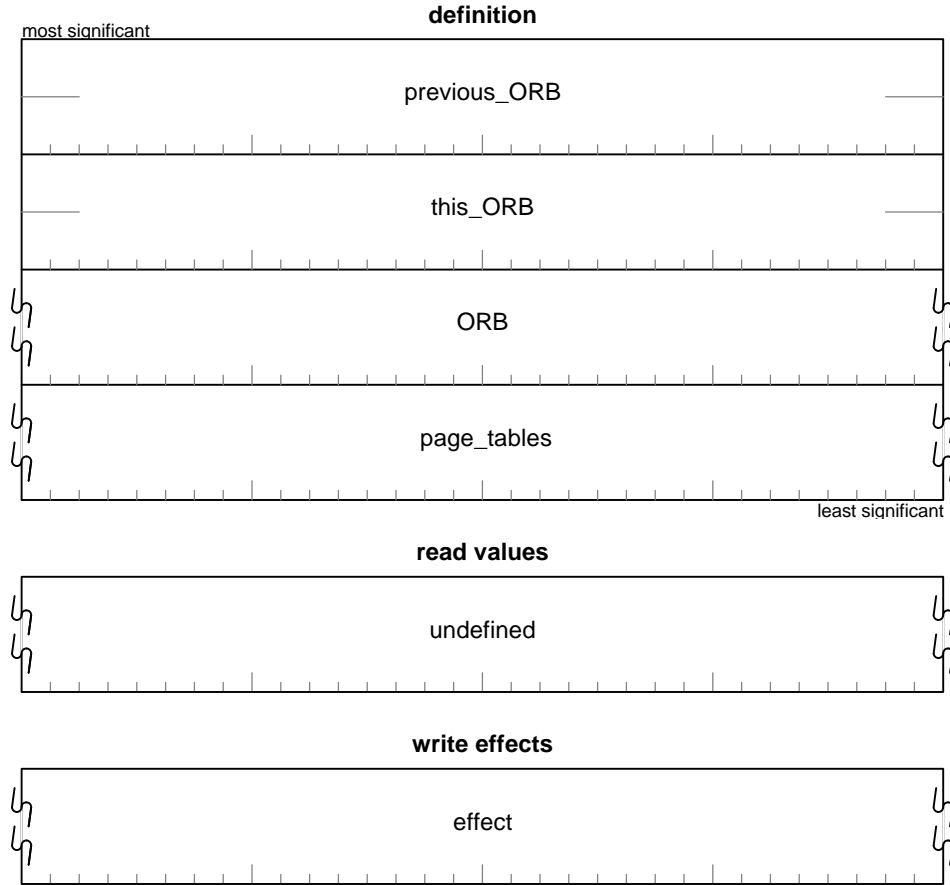 definition
most significant
previous_ORB
this_ORB
ORB
page_tables
least significant
read values
undefined
write effects
effect